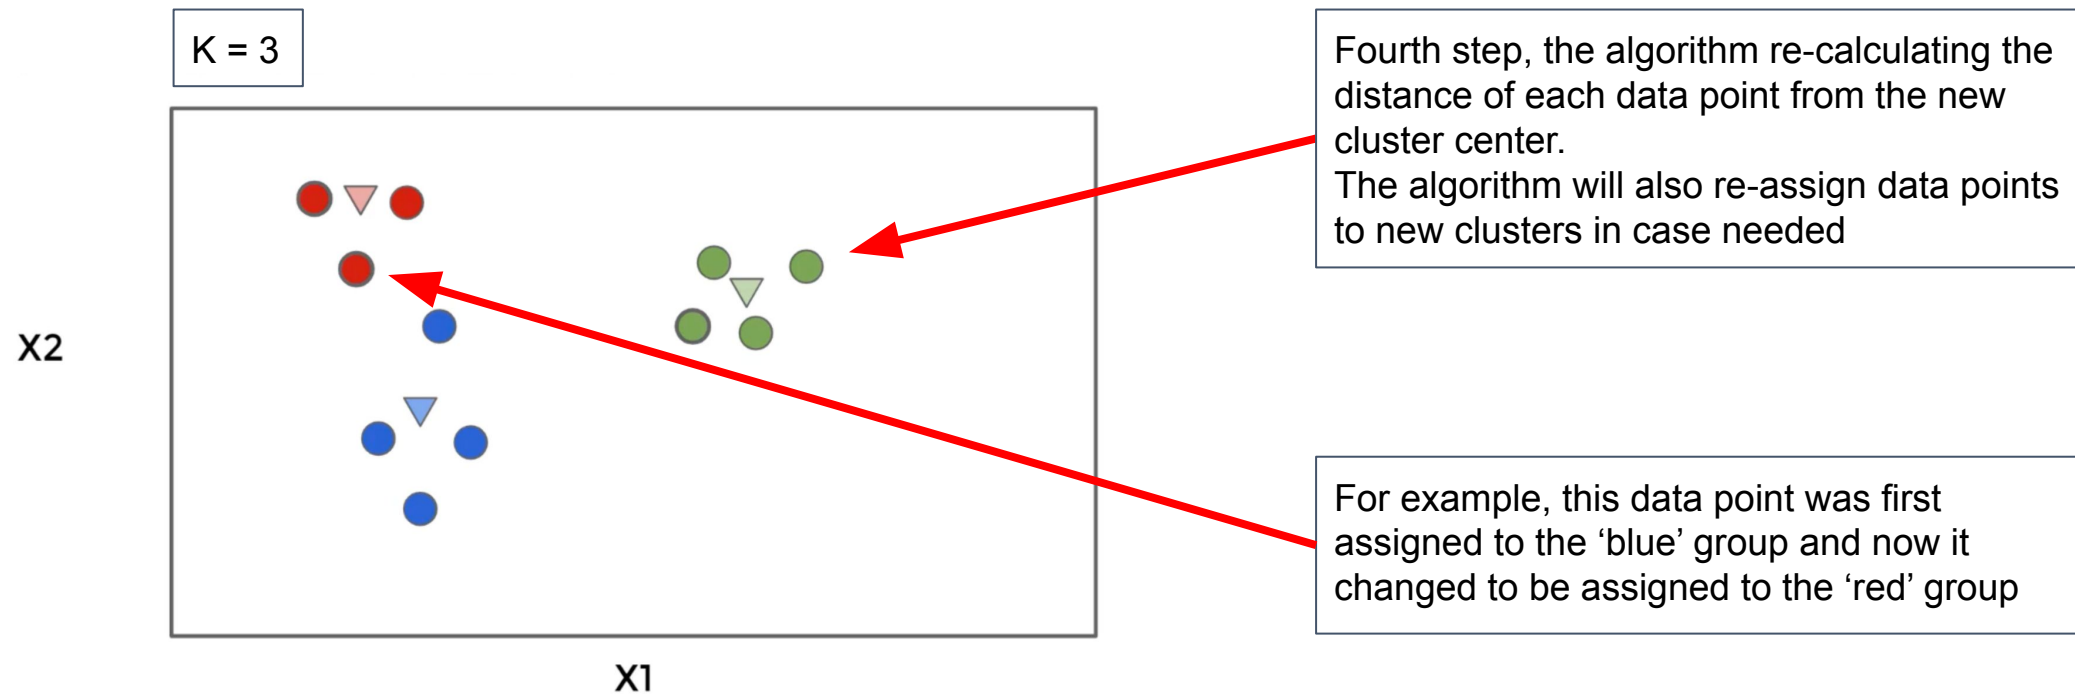 K = 3
Fourth step, the algorithm re-calculating the
distance of each data point from the new
cluster center.
The algorithm will also re-assign data points
to new clusters in case needed
X2
For example, this data point was first
assigned to the ‘blue’ group and now it
changed to be assigned to the ‘red’ group
X1